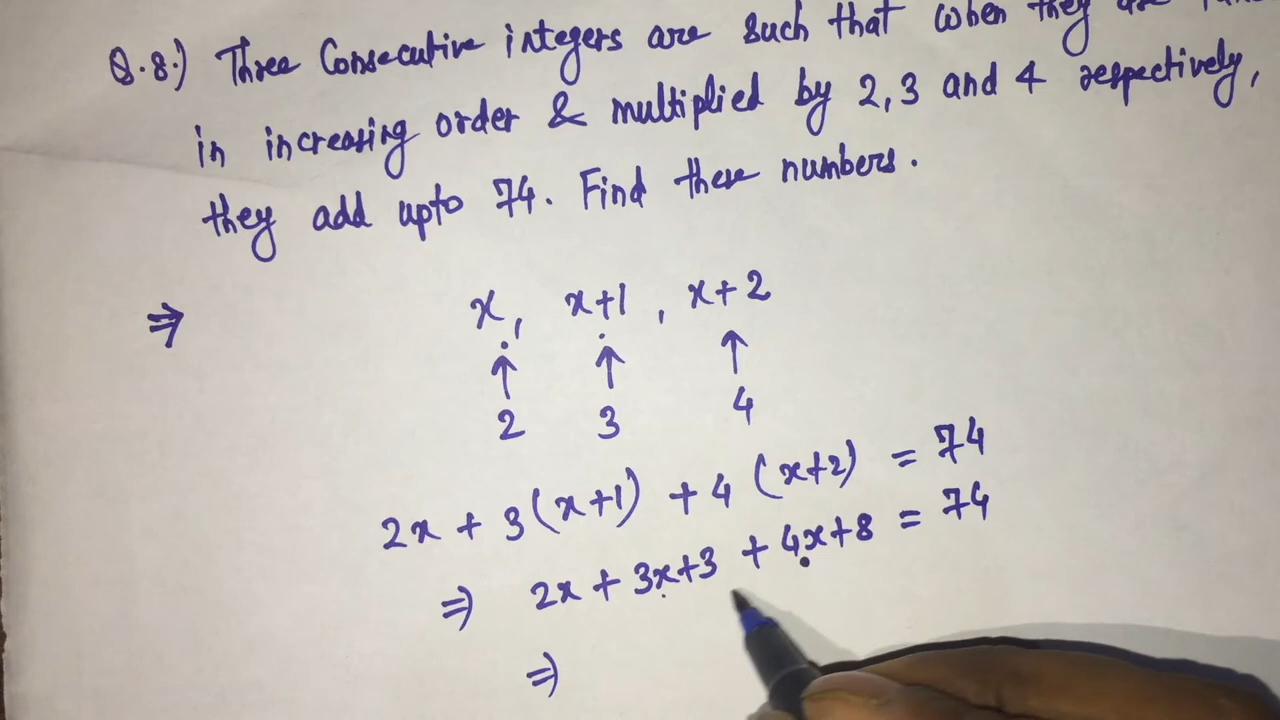 Q.8.) Three Consecutive integers are such that when they are
in increasing order & multiplied by 2, 3 and 4 respectively,
they add upto 74. Find these numbers.
⇒ x, x+1, x+2
↑ ↑ ↑
2 3 4
2x + 3(x+1) + 4(x+2) = 74
⇒ 2x + 3x+3 + 4x+8 = 74
⇒